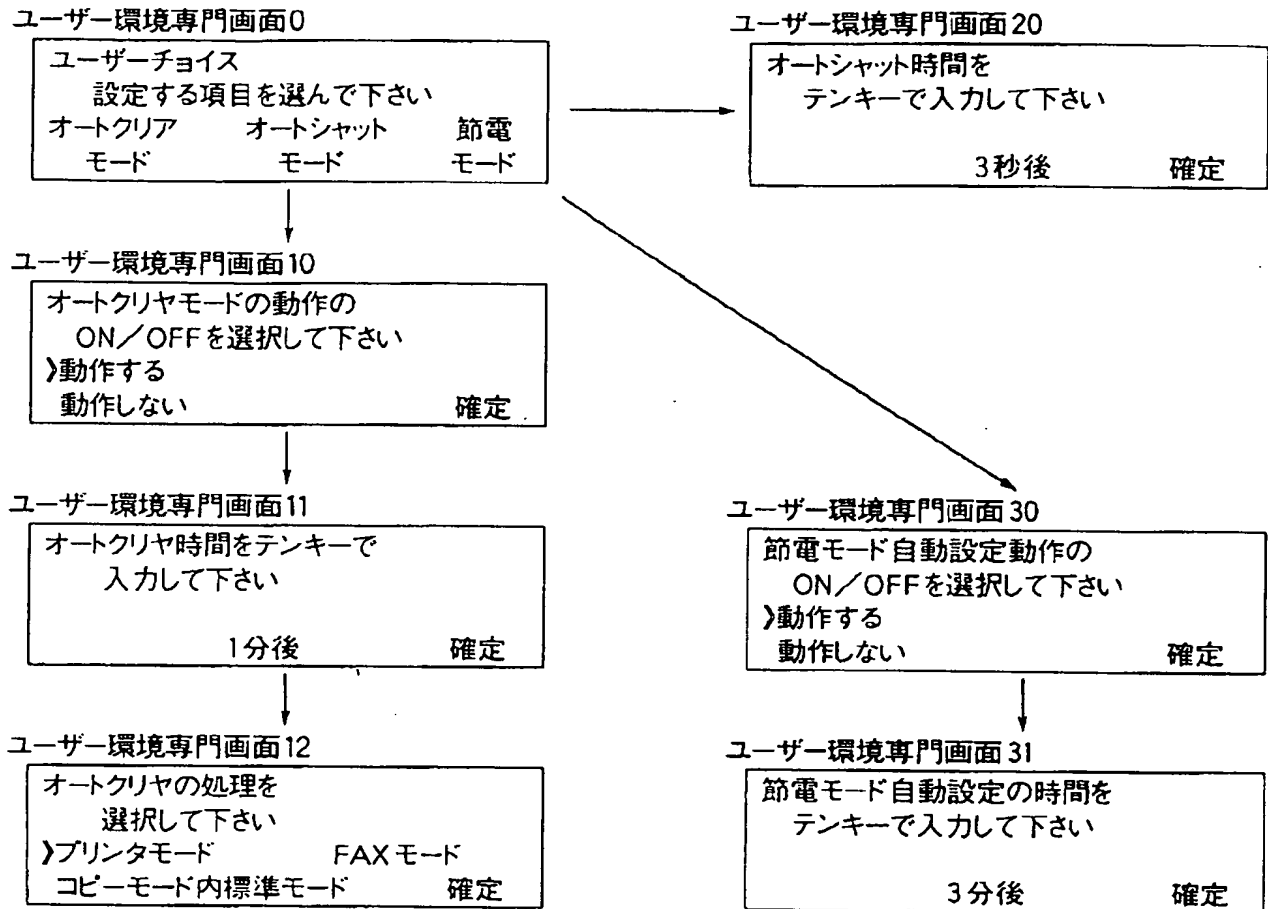 ユーザー環境専門画面0
ユーザーチョイス
設定する項目を選んで下さい
オートクリア オートシャット 節電
モード モード モード
ユーザー環境専門画面20
オートシャット時間を
テンキーで入力して下さい
3秒後 確定
ユーザー環境専門画面10
オートクリヤモードの動作の
ON／OFFを選択して下さい
》動作する
動作しない 確定
ユーザー環境専門画面11
オートクリヤ時間をテンキーで
入力して下さい
1分後 確定
ユーザー環境専門画面12
オートクリヤの処理を
選択して下さい
》プリンタモード FAXモード
コピーモード内標準モード 確定
ユーザー環境専門画面30
節電モード自動設定動作の
ON／OFFを選択して下さい
》動作する
動作しない 確定
ユーザー環境専門画面31
節電モード自動設定の時間を
テンキーで入力して下さい
3分後 確定